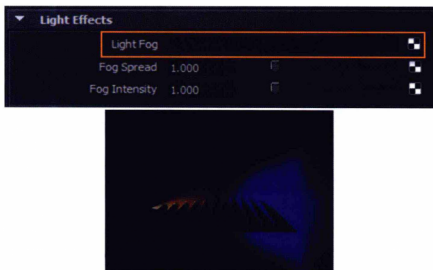 Light Effects
Light Fog
Fog Spread 1.000
Fog Intensity 1.000